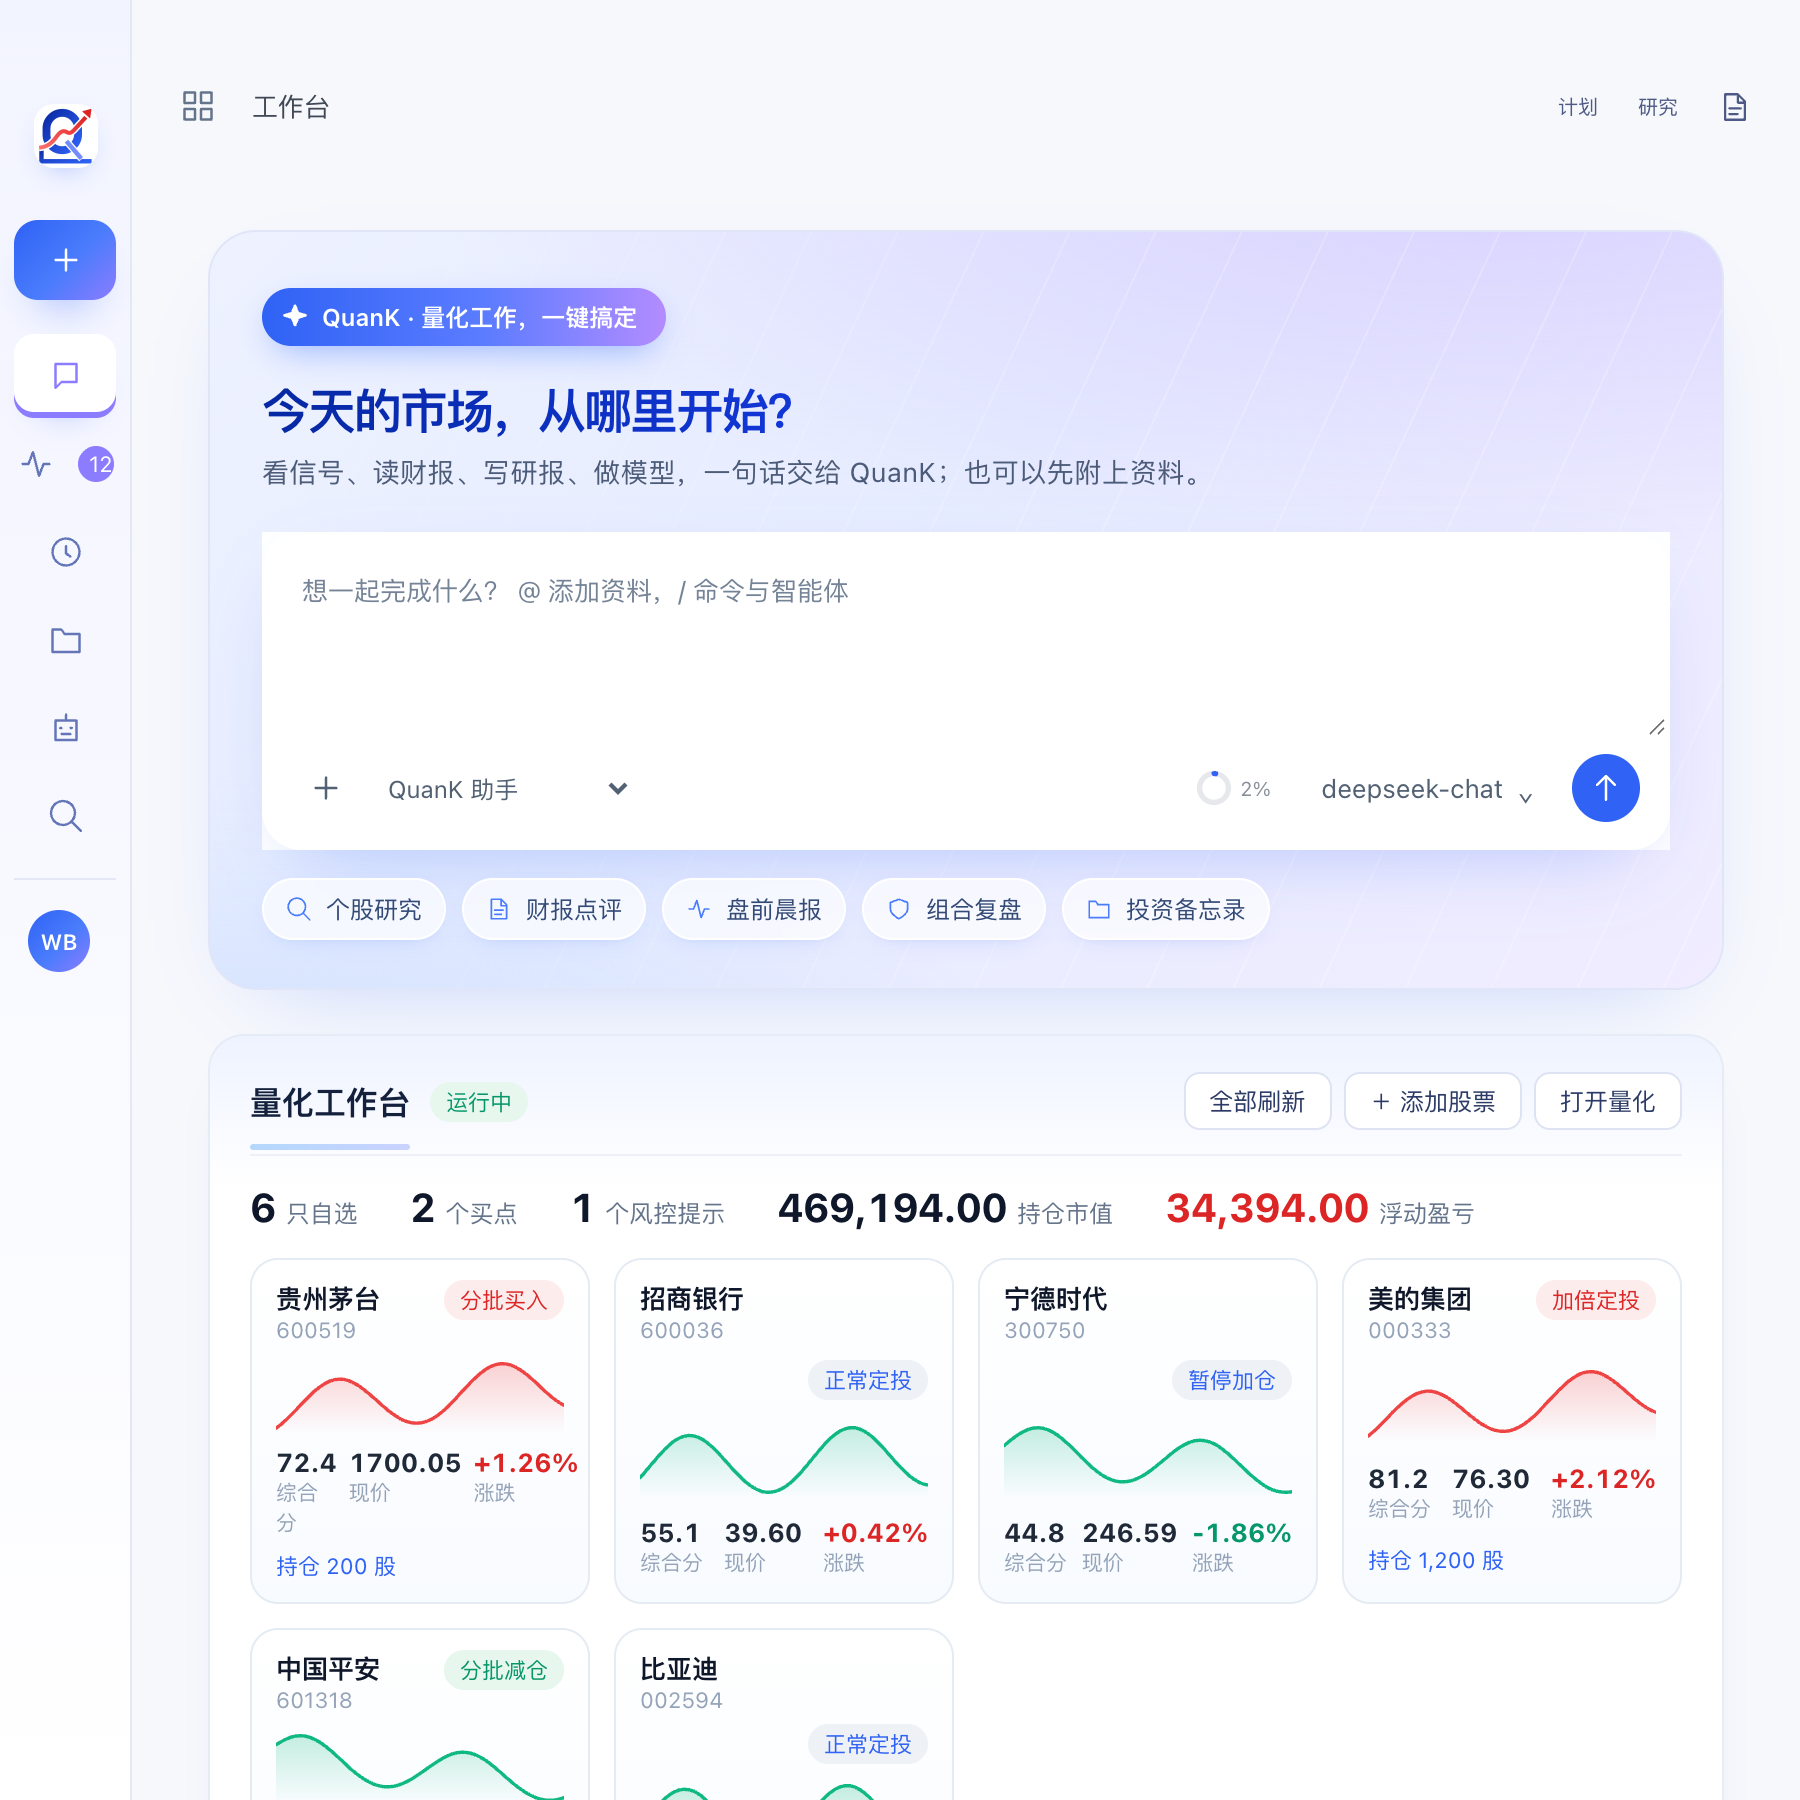 工作台
计划
研究
12
WB
QuanK · 量化工作，一键搞定
今天的市场，从哪里开始?
看信号、读财报、写研报、做模型，一句话交给 QuanK；也可以先附上资料。
想一起完成什么? @ 添加资料，/ 命令与智能体
QuanK 助手
2%
deepseek-chat
个股研究
财报点评
盘前晨报
组合复盘
投资备忘录
量化工作台
运行中
全部刷新
+ 添加股票
打开量化
6 只自选
2 个买点
1 个风控提示
469,194.00 持仓市值
34,394.00 浮动盈亏
贵州茅台
分批买入
600519
72.4 1700.05 +1.26%
综合 现价 涨跌
分
持仓 200 股
招商银行
600036
正常定投
55.1 39.60 +0.42%
综合分 现价 涨跌
宁德时代
300750
暂停加仓
44.8 246.59 -1.86%
综合分 现价 涨跌
美的集团
加倍定投
000333
81.2 76.30 +2.12%
综合分 现价 涨跌
持仓 1,200 股
中国平安
分批减仓
601318
比亚迪
002594
正常定投